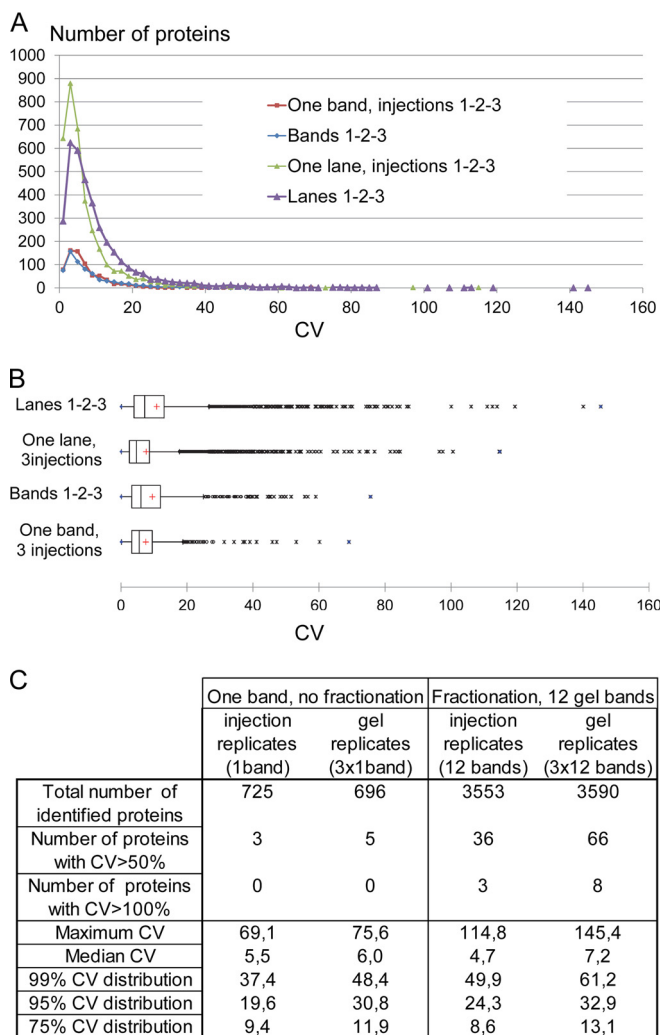 A
Number of proteins
1000
900
800
700
600
500
400
300
200
100
0
One band, injections 1-2-3
Bands 1-2-3
One lane, injections 1-2-3
Lanes 1-2-3
0 20 40 60 80 100 120 140 160
CV
B
Lanes 1-2-3
One lane,
3injections
Bands 1-2-3
One band,
3 injections
0 20 40 60 80 100 120 140 160
CV
C
One band, no fractionation Fractionation, 12 gel bands
injection replicates (1band) gel replicates (3x1band) injection replicates (12 bands) gel replicates (3x12 bands)
Total number of identified proteins 725 696 3553 3590
Number of proteins with CV>50% 3 5 36 66
Number of proteins with CV>100% 0 0 3 8
Maximum CV 69,1 75,6 114,8 145,4
Median CV 5,5 6,0 4,7 7,2
99% CV distribution 37,4 48,4 49,9 61,2
95% CV distribution 19,6 30,8 24,3 32,9
75% CV distribution 9,4 11,9 8,6 13,1